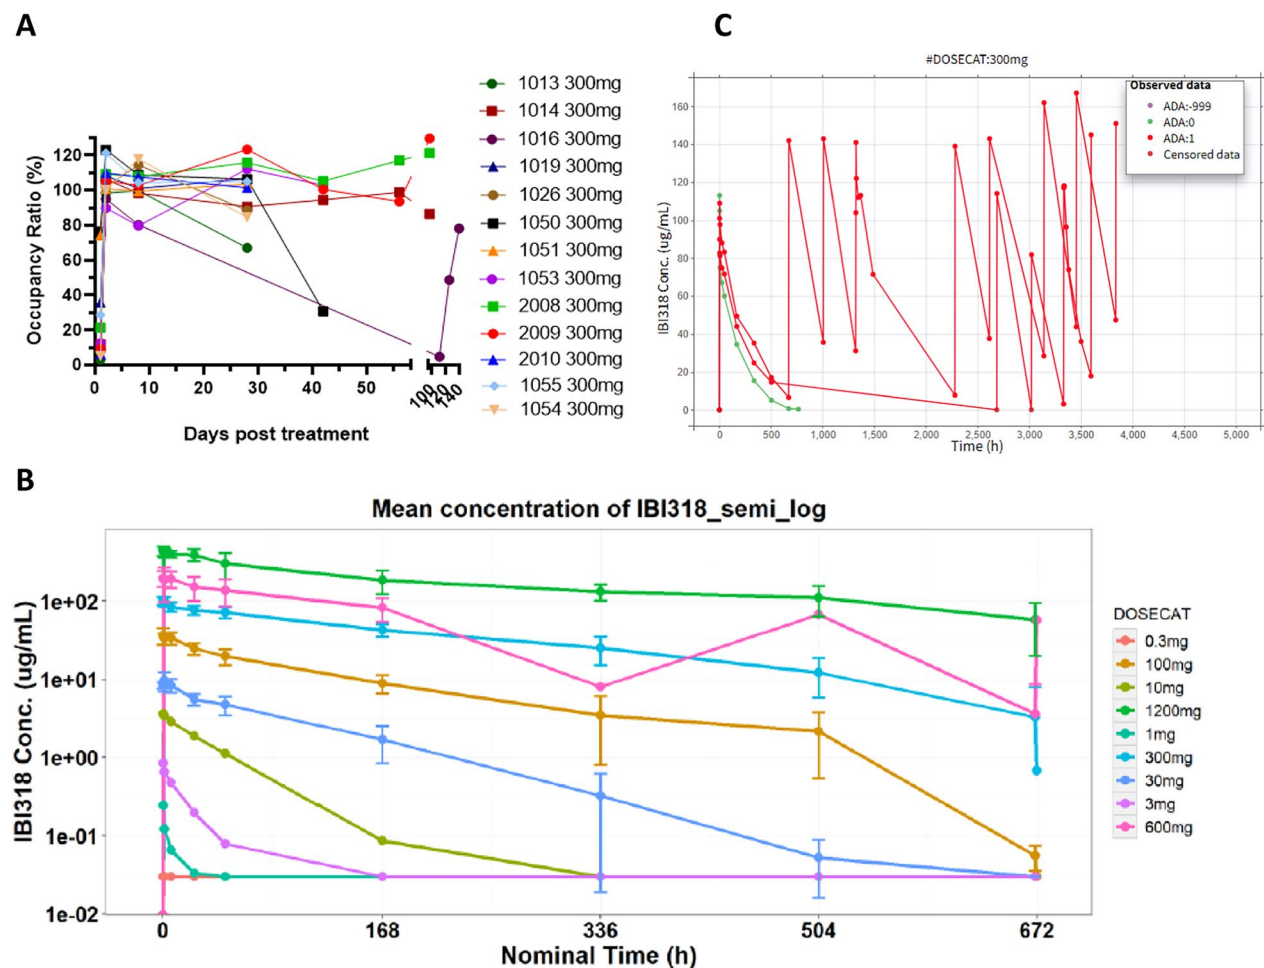 A
Occupancy Ratio (%)
120
100
80
60
40
20
0
0 10 20 30 40 50 100 120 140
Days post treatment
1013 300mg
1014 300mg
1016 300mg
1019 300mg
1026 300mg
1050 300mg
1051 300mg
1053 300mg
2008 300mg
2009 300mg
2010 300mg
1055 300mg
1054 300mg
C
#DOSECAT:300mg
IBI318 Conc. (ug/mL)
160
140
120
100
80
60
40
20
0
0 500 1,000 1,500 2,000 2,500 3,000 3,500 4,000 4,500 5,000
Time (h)
Observed data
ADA:-999
ADA:0
ADA:1
Censored data
B
Mean concentration of IBI318_semi_log
IBI318 Conc. (ug/mL)
1e+02
1e+01
1e+00
1e-01
1e-02
0 168 336 504 672
Nominal Time (h)
DOSECAT
0.3mg
100mg
10mg
1200mg
1mg
300mg
30mg
3mg
600mg